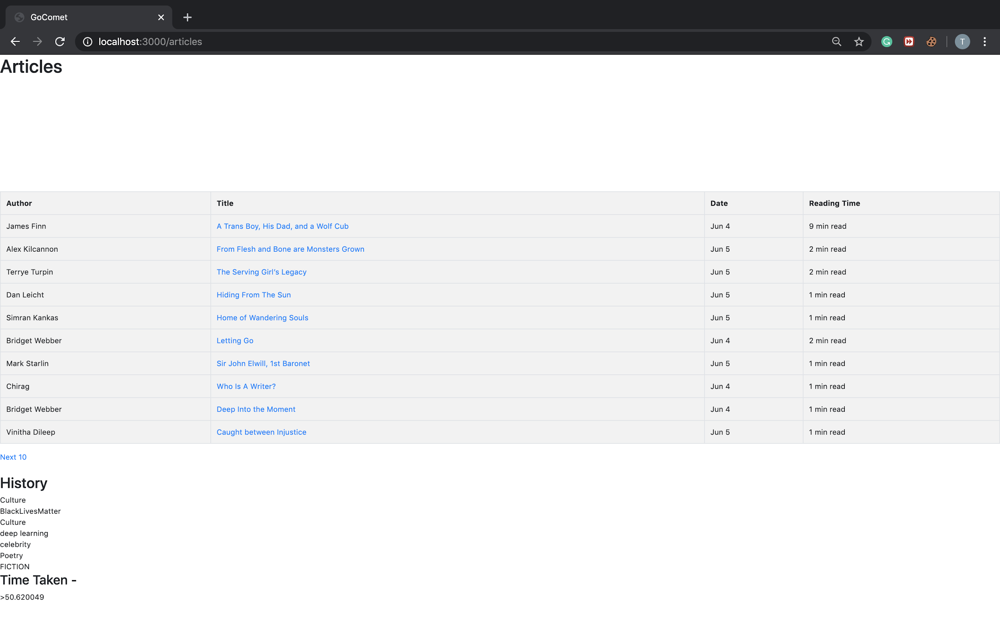 GoComet
localhost:3000/articles
T
Articles
Author Title Date Reading Time
James Finn A Trans Boy, His Dad, and a Wolf Cub Jun 4 9 min read
Alex Kilcannon From Flesh and Bone are Monsters Grown Jun 5 2 min read
Terrye Turpin The Serving Girl’s Legacy Jun 5 2 min read
Dan Leicht Hiding From The Sun Jun 5 1 min read
Simran Kankas Home of Wandering Souls Jun 5 1 min read
Bridget Webber Letting Go Jun 4 2 min read
Mark Starlin Sir John Elwill, 1st Baronet Jun 5 1 min read
Chirag Who Is A Writer? Jun 4 1 min read
Bridget Webber Deep Into the Moment Jun 4 1 min read
Vinitha Dileep Caught between Injustice Jun 5 1 min read
Next 10
History
Culture
BlackLivesMatter
Culture
deep learning
celebrity
Poetry
FICTION
Time Taken -
>50.620049